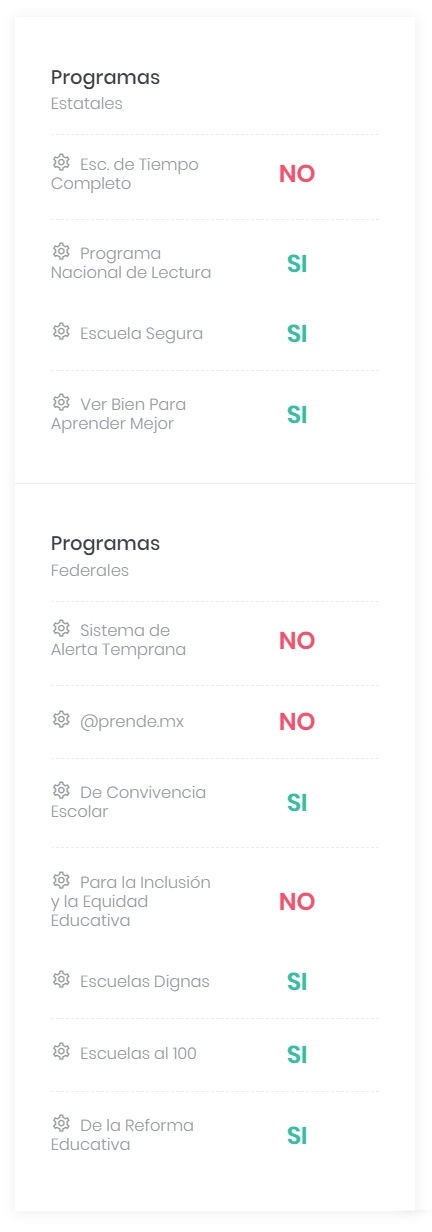 Programas
Estatales
Esc. de Tiempo
Completo
NO
Programa
Nacional de Lectura
SI
Escuela Segura
SI
Ver Bien Para
Aprender Mejor
SI
Programas
Federales
Sistema de
Alerta Temprana
NO
@prende.mx
NO
De Convivencia
Escolar
SI
Para la Inclusión
y la Equidad
Educativa
NO
Escuelas Dignas
SI
Escuelas al 100
SI
De la Reforma
Educativa
SI